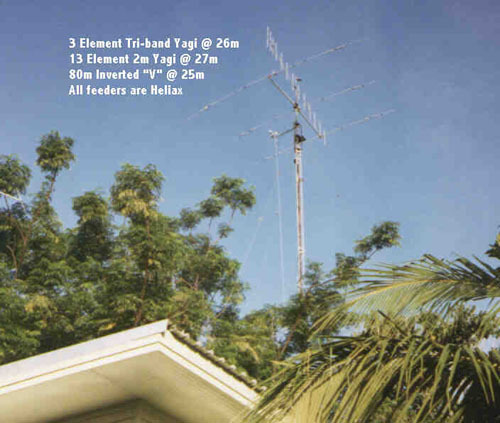 3 Element Tri-band Yagi @ 26m
13 Element 2m Yagi @ 27m
80m Inverted "V" @ 25m
All feeders are Heliax